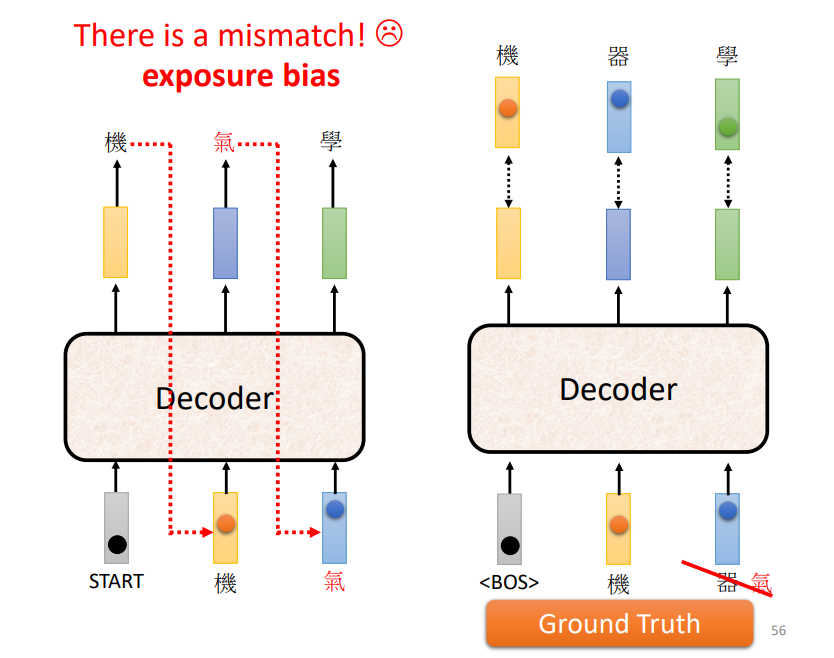 There is a mismatch! ☹
exposure bias
機 氣 學
Decoder
START 機 氣
機 器 學
Decoder
<BOS> 機 器 氣
Ground Truth
56